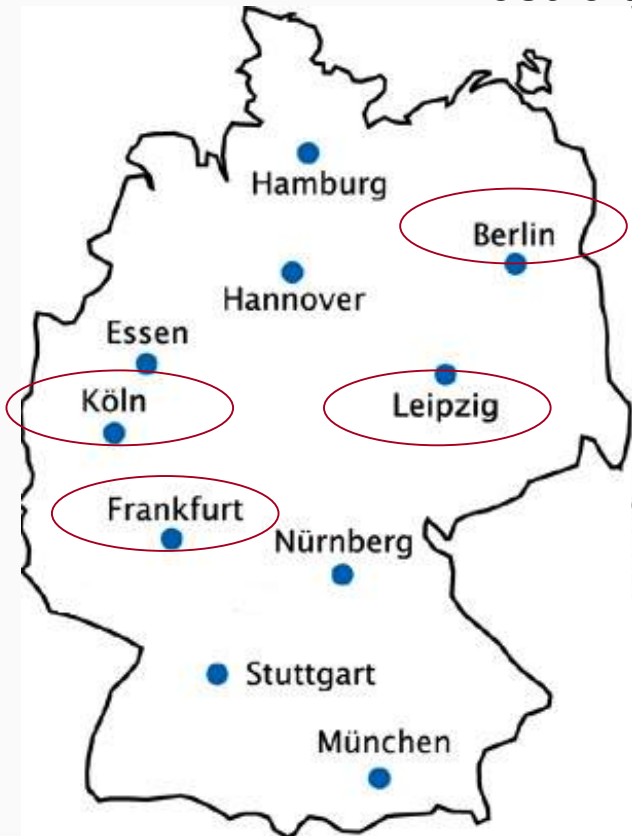 Hamburg
Berlin
Hannover
Essen
Köln
Leipzig
Frankfurt
Nürnberg
Stuttgart
München